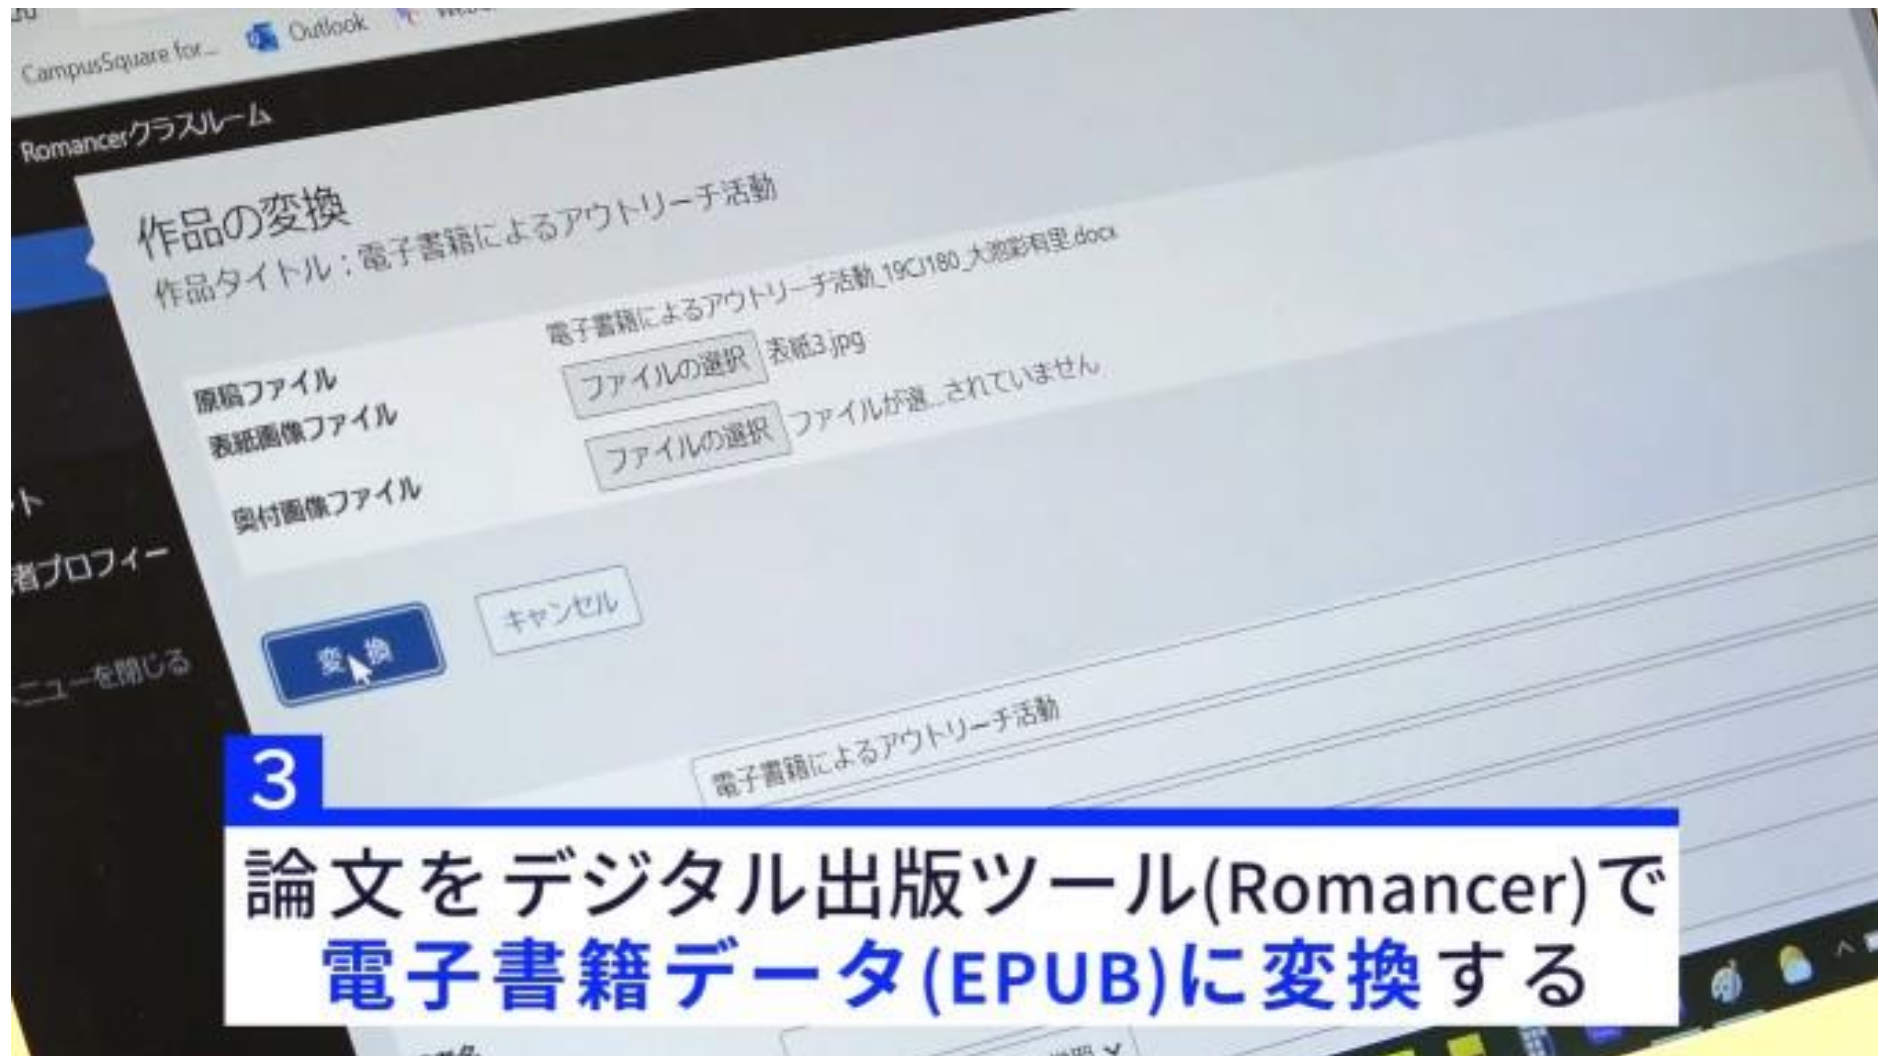 CampusSquare for...
Outlook
Romancerクラスルーム
作品の変換
作品タイトル：電子書籍によるアウトリーチ活動
原稿ファイル
電子書籍によるアウトリーチ活動_19CJ180_大池彩有里.docx
表紙画像ファイル
ファイルの選択 表紙3.jpg
奥付画像ファイル
ファイルの選択 ファイルが選...されていません
者プロフィー
ニューを閉じる
変 換
キャンセル
電子書籍によるアウトリーチ活動
3
論文をデジタル出版ツール(Romancer)で
電子書籍データ(EPUB)に変換する